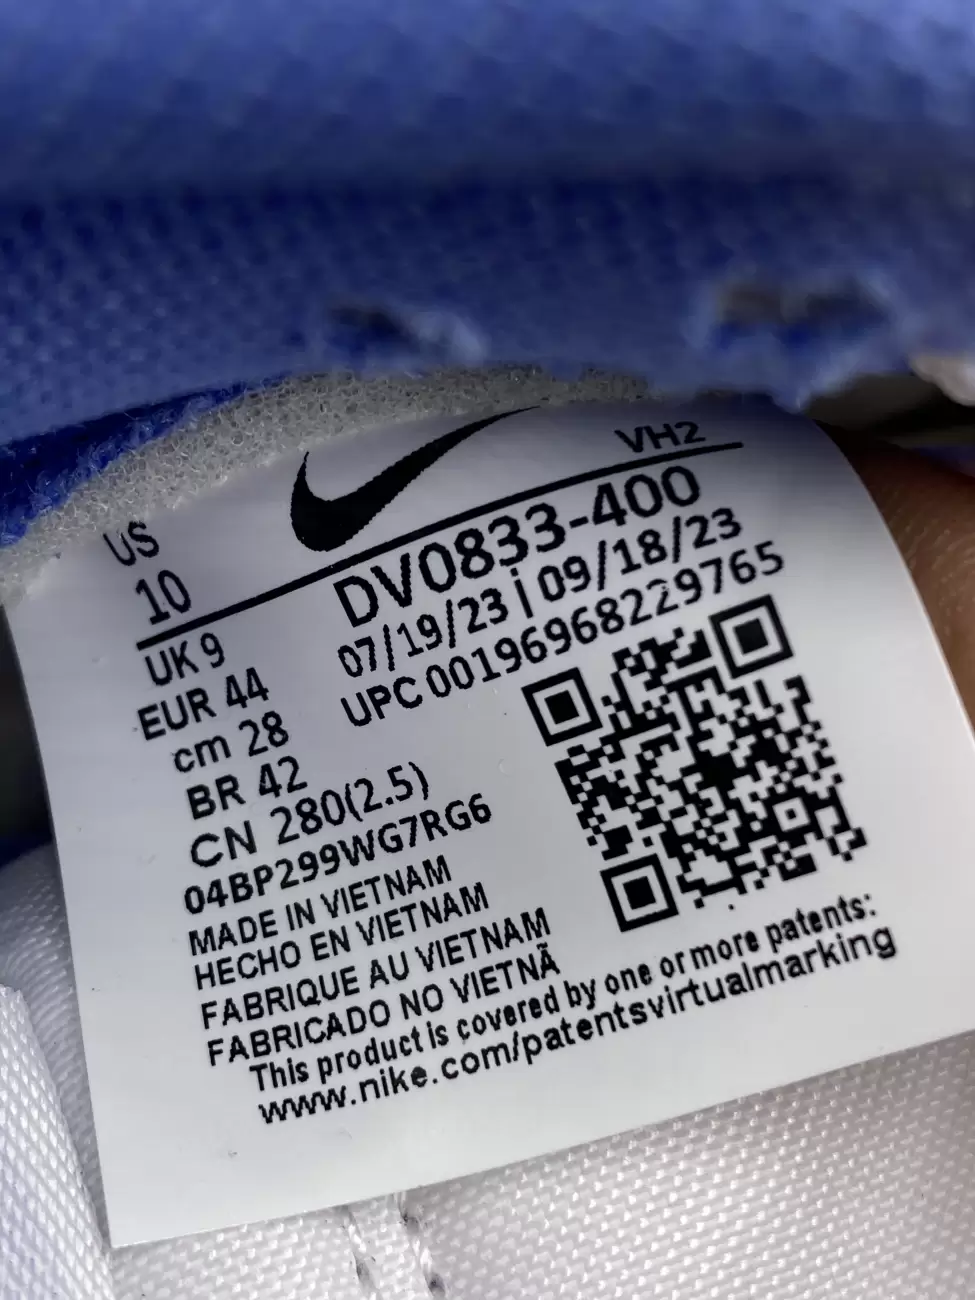 VH2
US
10
DV0833-400
07/19/23 | 09/18/23
UPC 00196968229765
UK 9
EUR 44
cm 28
BR 42
CN 280(2.5)
04BP299WG7RG6
MADE IN VIETNAM
HECHO EN VIETNAM
FABRIQUE AU VIETNAM
FABRICADO NO VIETNÃ
This product is covered by one or more patents:
www.nike.com/patentsvirtualmarking